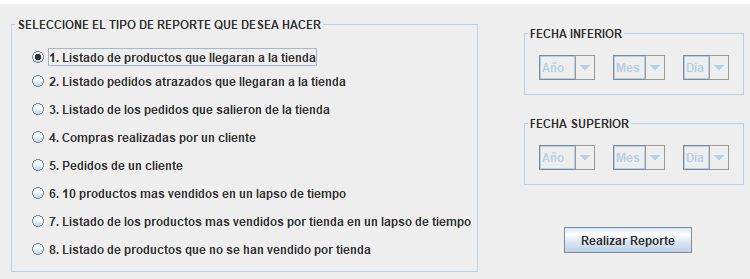 SELECCIONE EL TIPO DE REPORTE QUE DESEA HACER
1. Listado de productos que llegaran a la tienda
2. Listado pedidos atrazados que llegaran a la tienda
3. Listado de los pedidos que salieron de la tienda
4. Compras realizadas por un cliente
5. Pedidos de un cliente
6. 10 productos mas vendidos en un lapso de tiempo
7. Listado de los productos mas vendidos por tienda en un lapso de tiempo
8. Listado de productos que no se han vendido por tienda
FECHA INFERIOR
Año Mes Dia
FECHA SUPERIOR
Año Mes Dia
Realizar Reporte